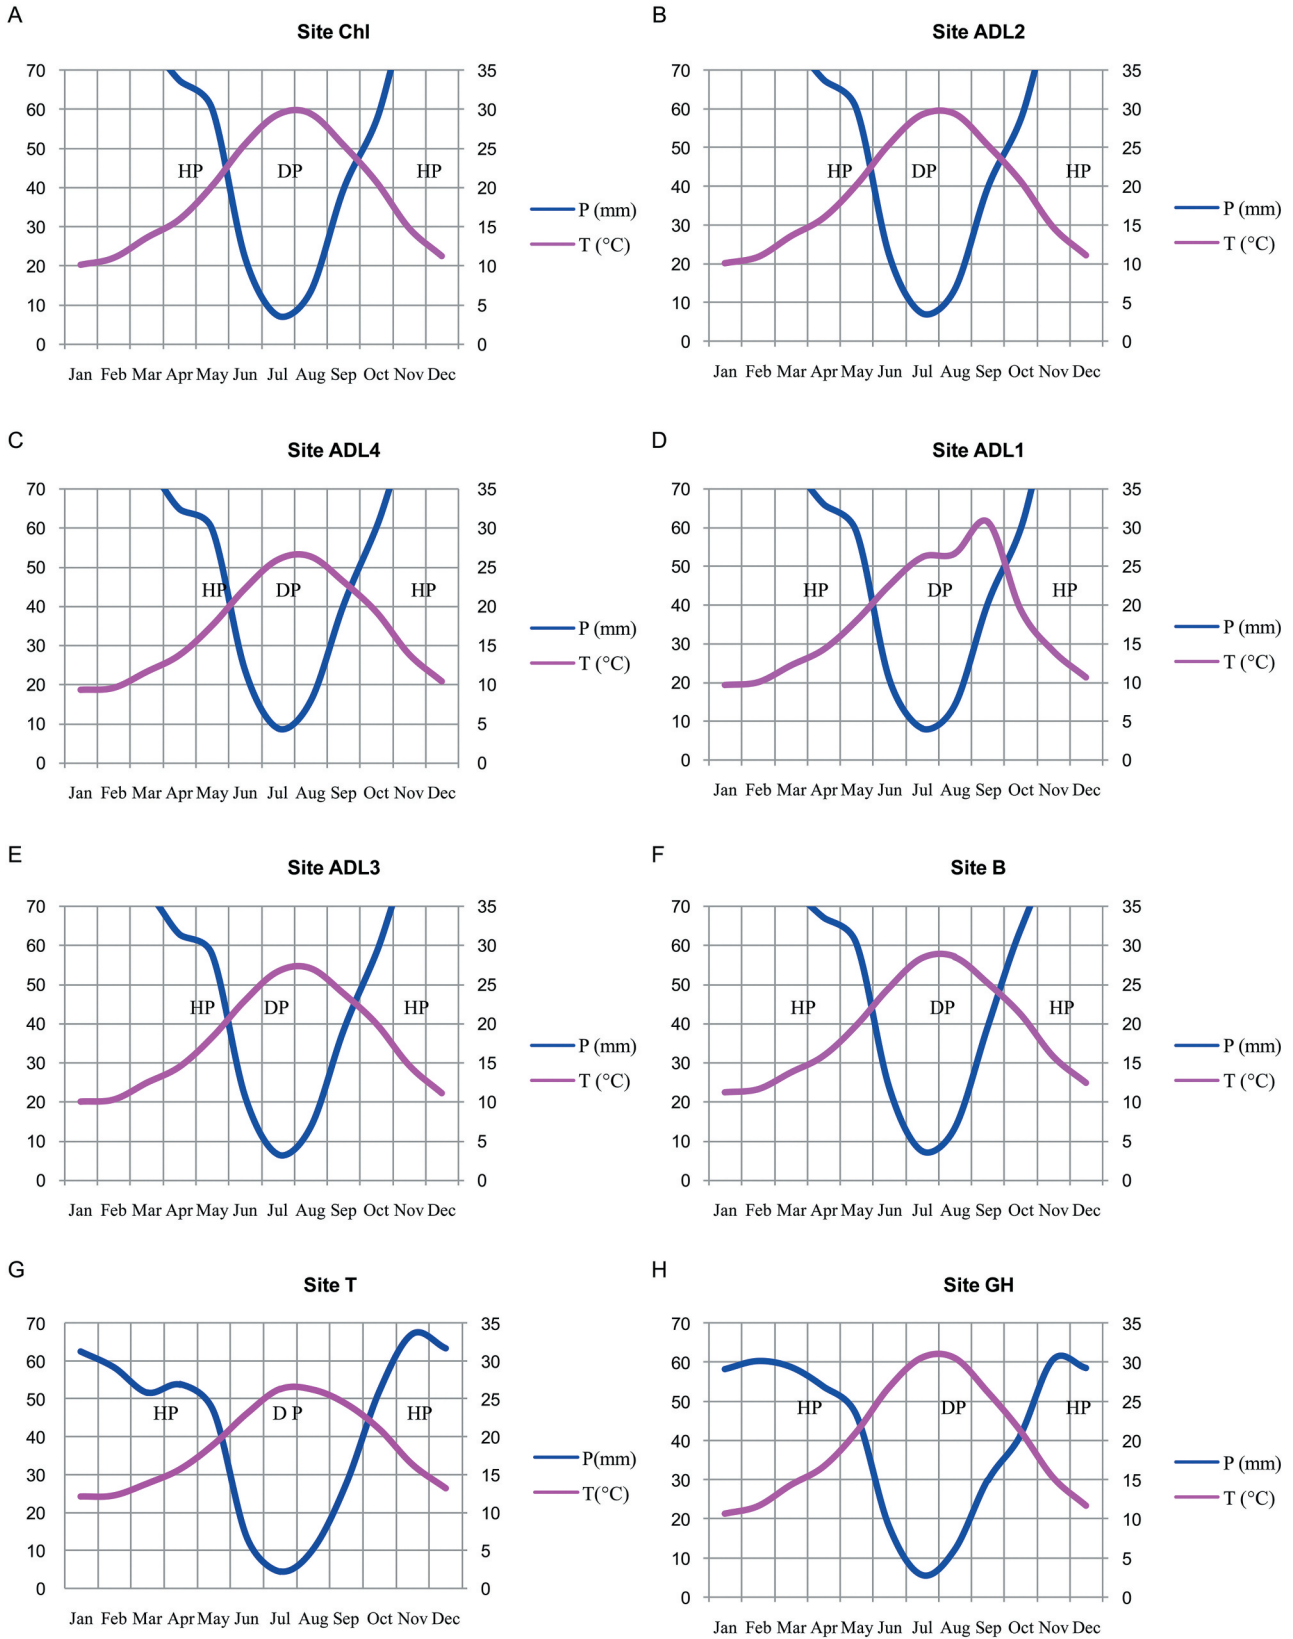 A
Site Chl
70 60 50 40 30 20 10 0
35 30 25 20 15 10 5 0
HP DP HP
P (mm)
T (°C)
Jan Feb Mar Apr May Jun Jul Aug Sep Oct Nov Dec
B
Site ADL2
70 60 50 40 30 20 10 0
35 30 25 20 15 10 5 0
HP DP HP
P (mm)
T (°C)
Jan Feb Mar Apr May Jun Jul Aug Sep Oct Nov Dec
C
Site ADL4
70 60 50 40 30 20 10 0
35 30 25 20 15 10 5 0
HP DP HP
P (mm)
T (°C)
Jan Feb Mar Apr May Jun Jul Aug Sep Oct Nov Dec
D
Site ADL1
70 60 50 40 30 20 10 0
35 30 25 20 15 10 5 0
HP DP HP
P (mm)
T (°C)
Jan Feb Mar Apr May Jun Jul Aug Sep Oct Nov Dec
E
Site ADL3
70 60 50 40 30 20 10 0
35 30 25 20 15 10 5 0
HP DP HP
P (mm)
T (°C)
Jan Feb Mar Apr May Jun Jul Aug Sep Oct Nov Dec
F
Site B
70 60 50 40 30 20 10 0
35 30 25 20 15 10 5 0
HP DP HP
P (mm)
T (°C)
Jan Feb Mar Apr May Jun Jul Aug Sep Oct Nov Dec
G
Site T
70 60 50 40 30 20 10 0
35 30 25 20 15 10 5 0
HP D P HP
P(mm)
T(°C)
Jan Feb Mar Apr May Jun Jul Aug Sep Oct Nov Dec
H
Site GH
70 60 50 40 30 20 10 0
35 30 25 20 15 10 5 0
HP DP HP
P (mm)
T (°C)
Jan Feb Mar Apr May Jun Jul Aug Sep Oct Nov Dec